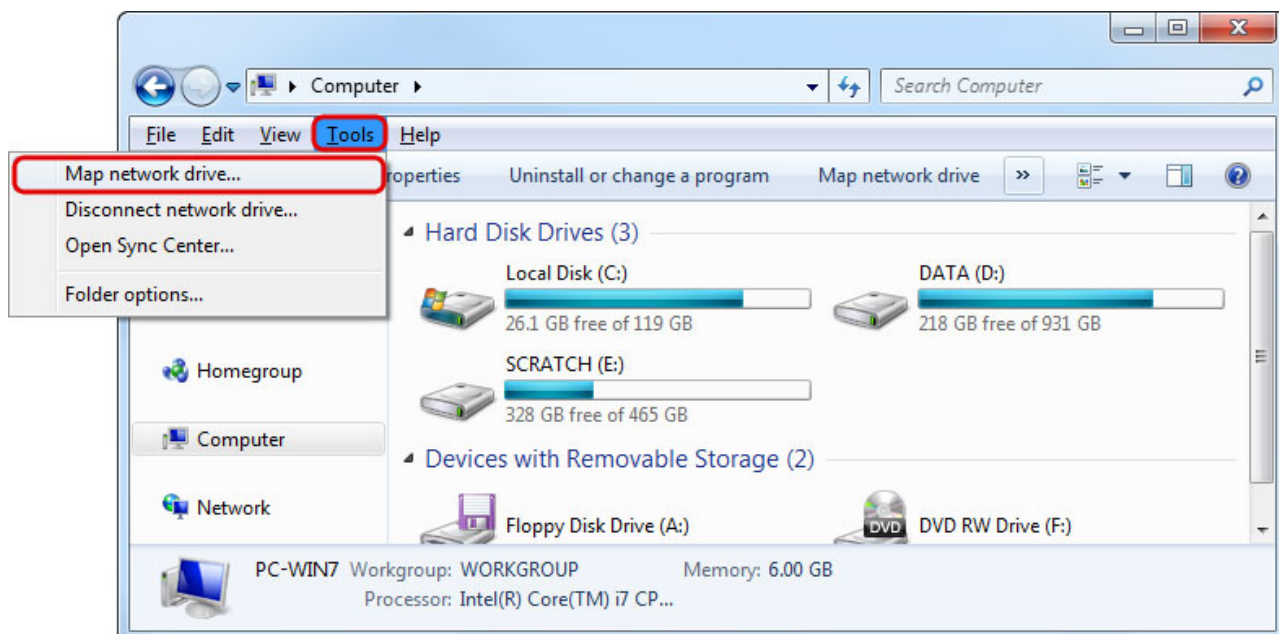 Computer
Search Computer
File Edit View Tools Help
Map network drive...
Disconnect network drive...
Open Sync Center...
Folder options...
roperties Uninstall or change a program Map network drive »
Homegroup
Computer
Network
Hard Disk Drives (3)
Local Disk (C:)
26.1 GB free of 119 GB
DATA (D:)
218 GB free of 931 GB
SCRATCH (E:)
328 GB free of 465 GB
Devices with Removable Storage (2)
Floppy Disk Drive (A:)
DVD
DVD RW Drive (F:)
PC-WIN7 Workgroup: WORKGROUP Memory: 6.00 GB
Processor: Intel(R) Core(TM) i7 CP...